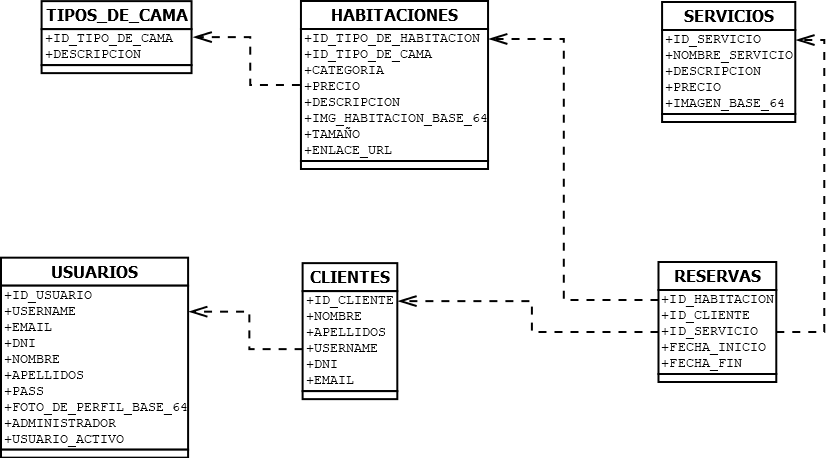 TIPOS_DE_CAMA
+ID_TIPO_DE_CAMA
+DESCRIPCION
HABITACIONES
+ID_TIPO_DE_HABITACION
+ID_TIPO_DE_CAMA
+CATEGORIA
+PRECIO
+DESCRIPCION
+IMG_HABITACION_BASE_64
+TAMAÑO
+ENLACE_URL
SERVICIOS
+ID_SERVICIO
+NOMBRE_SERVICIO
+DESCRIPCION
+PRECIO
+IMAGEN_BASE_64
USUARIOS
+ID_USUARIO
+USERNAME
+EMAIL
+DNI
+NOMBRE
+APELLIDOS
+PASS
+FOTO_DE_PERFIL_BASE_64
+ADMINISTRADOR
+USUARIO_ACTIVO
CLIENTES
+ID_CLIENTE
+NOMBRE
+APELLIDOS
+USERNAME
+DNI
+EMAIL
RESERVAS
+ID_HABITACION
+ID_CLIENTE
+ID_SERVICIO
+FECHA_INICIO
+FECHA_FIN